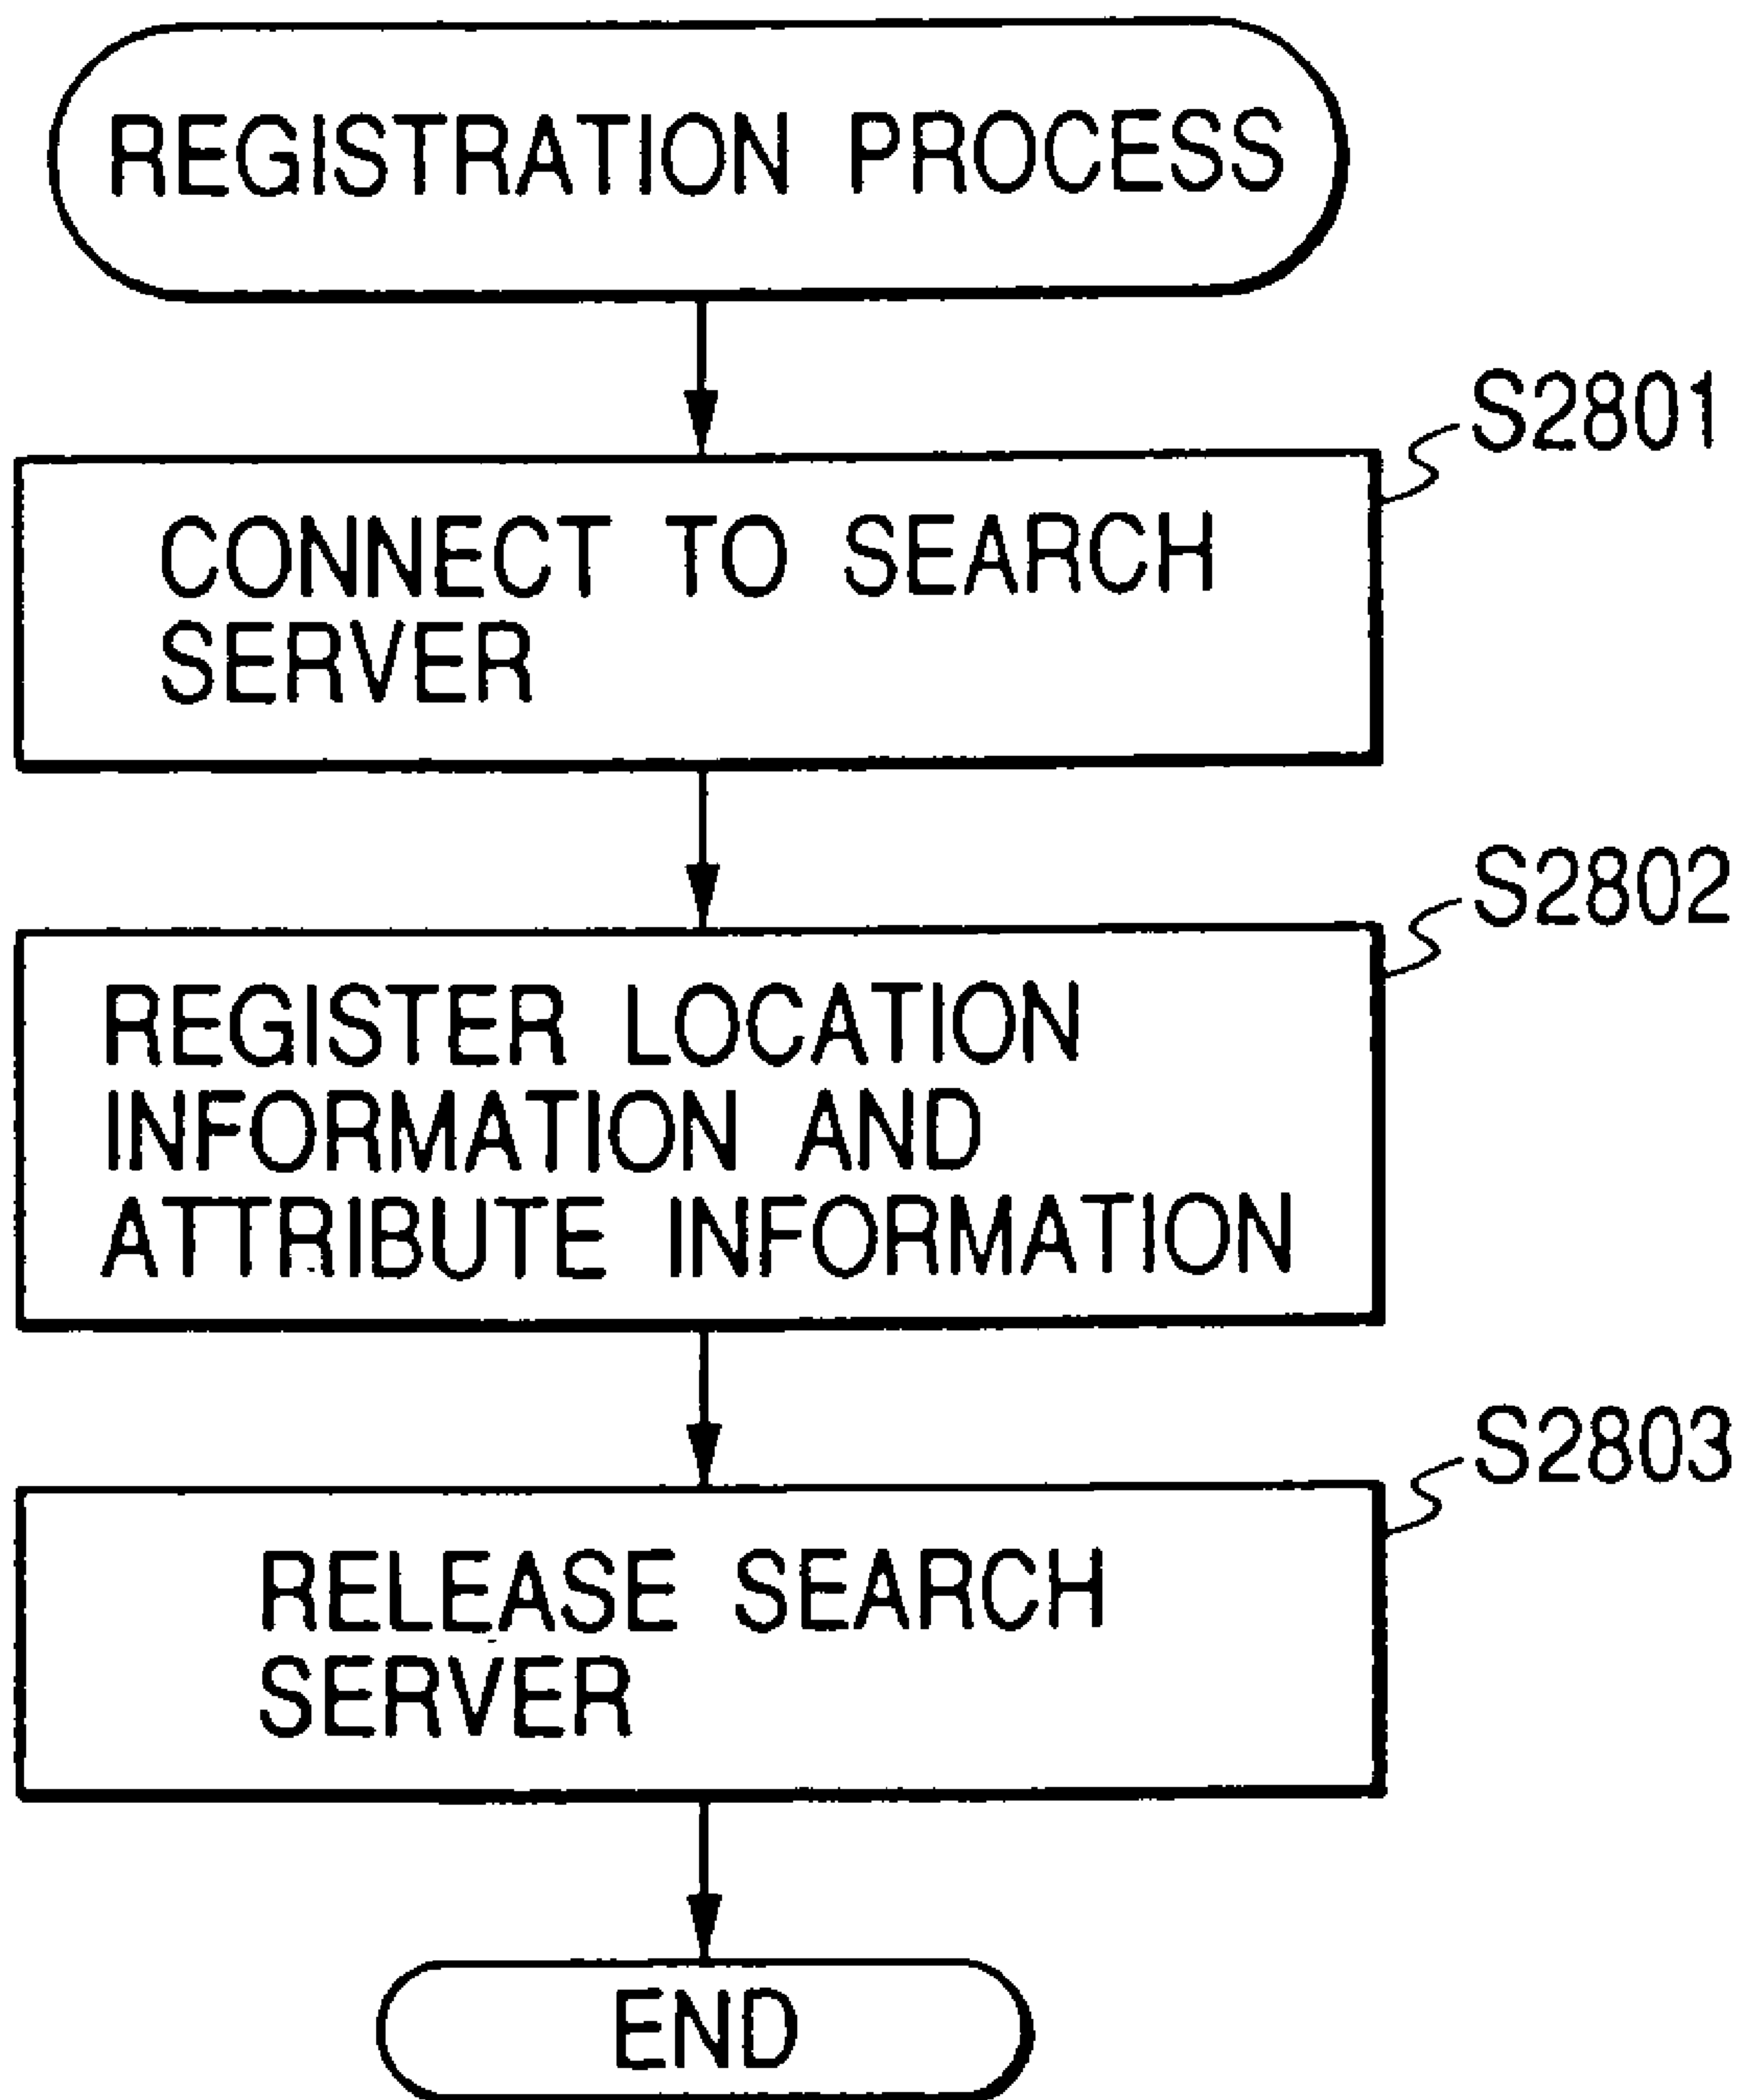 REGISTRATION PROCESS
S2801
CONNECT TO SEARCH
SERVER
S2802
REGISTER LOCATION
INFORMATION AND
ATTRIBUTE INFORMATION
S2803
RELEASE SEARCH
SERVER
END